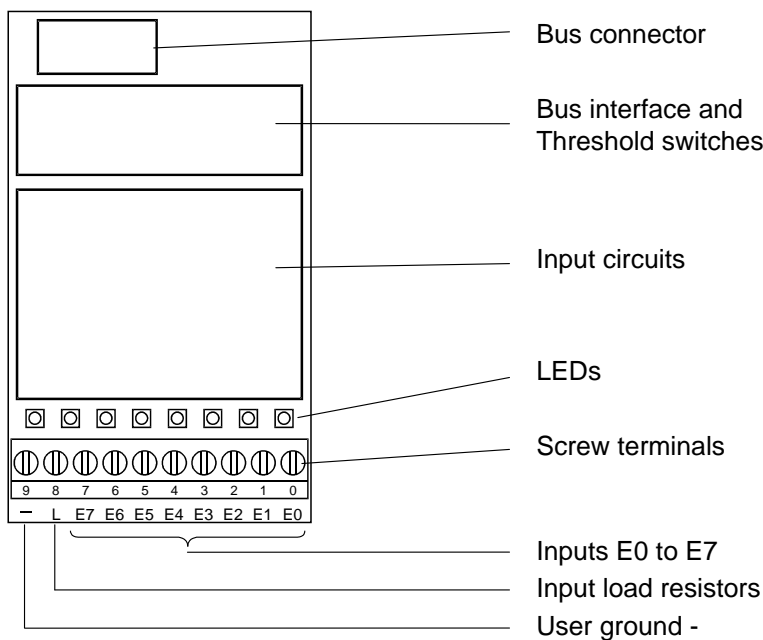 Bus connector
Bus interface and
Threshold switches
Input circuits
LEDs
Screw terminals
9 8 7 6 5 4 3 2 1 0
– L E7 E6 E5 E4 E3 E2 E1 E0
Inputs E0 to E7
Input load resistors
User ground -